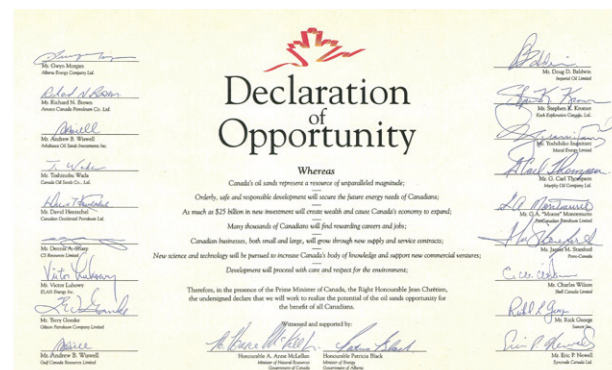 Declaration
of
Opportunity
Whereas
Canada's oil sands represent a resource of unparalleled magnitude;
Orderly, safe and responsible development will secure the future energy needs of Canadians;
As much as $25 billion in new investment will create wealth and cause Canada's economy to expand;
Many thousands of Canadians will find rewarding careers and jobs;
Canadian businesses, both small and large, will grow through new supply and service contracts;
New science and technology will be pursued to increase Canada's body of knowledge and support new commercial ventures;
Development will proceed with care and respect for the environment;
Therefore, in the presence of the Prime Minister of Canada, the Right Honourable Jean Chrétien,
the undersigned declare that we will work to realize the potential of the oil sands opportunity for
the benefit of all Canadians.
Witnessed and supported by:
Honourable A. Anne McLellan
Minister of Natural Resources
Government of Canada
Honourable Patricia Black
Minister of Energy
Government of Alberta
Mr. Gwyn Morgan
Alberta Energy Company Ltd.
Mr. Richard N. Brown
Amoco Canada Petroleum Co. Ltd.
Mr. Andrew B. Wiswell
Athabasca Oil Sands Investments Inc.
Mr. Toshinobu Wada
Canada Oil Sands Co., Ltd.
Mr. David Hentschel
Canadian Occidental Petroleum Ltd.
Mr. Dennis A. Sharp
CS Resources Limited
Mr. Victor Luhowy
ELAN Energy Inc.
Mr. Terry Gomke
Gibson Petroleum Company Limited
Mr. Andrew B. Wiswell
Gulf Canada Resources Limited
Mr. Doug D. Baldwin
Imperial Oil Limited
Mr. Stephen K. Kromer
Koch Exploration Canada, Ltd.
Mr. Yoshihiko
Mocal Energy Limited
Mr. G. Carl Thompson
Murphy Oil Company Ltd.
Mr. G.A. "Moose"
PanCanadian Petroleum Limited
Mr. James M. Stanford
Petro-Canada
Mr. Charles Wilson
Shell Canada Limited
Mr. Rick George
Suncor Inc.
Mr. Eric P. Newell
Syncrude Canada Ltd.